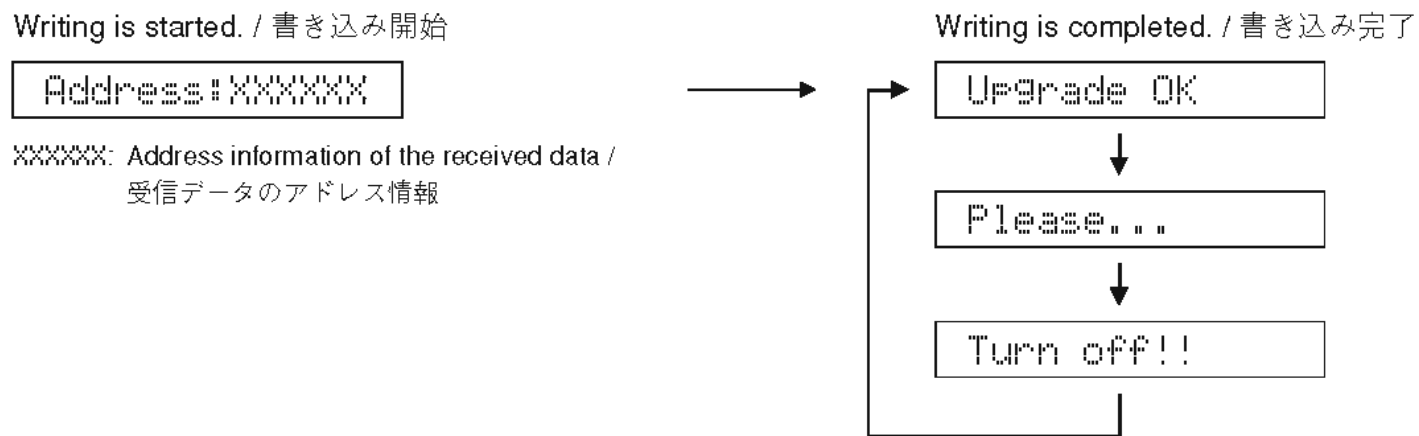 Writing is started. / 書き込み開始
Address:XXXXXX
XXXXXX: Address information of the received data /
受信データのアドレス情報
Writing is completed. / 書き込み完了
Upgrade OK
Please...
Turn off!!